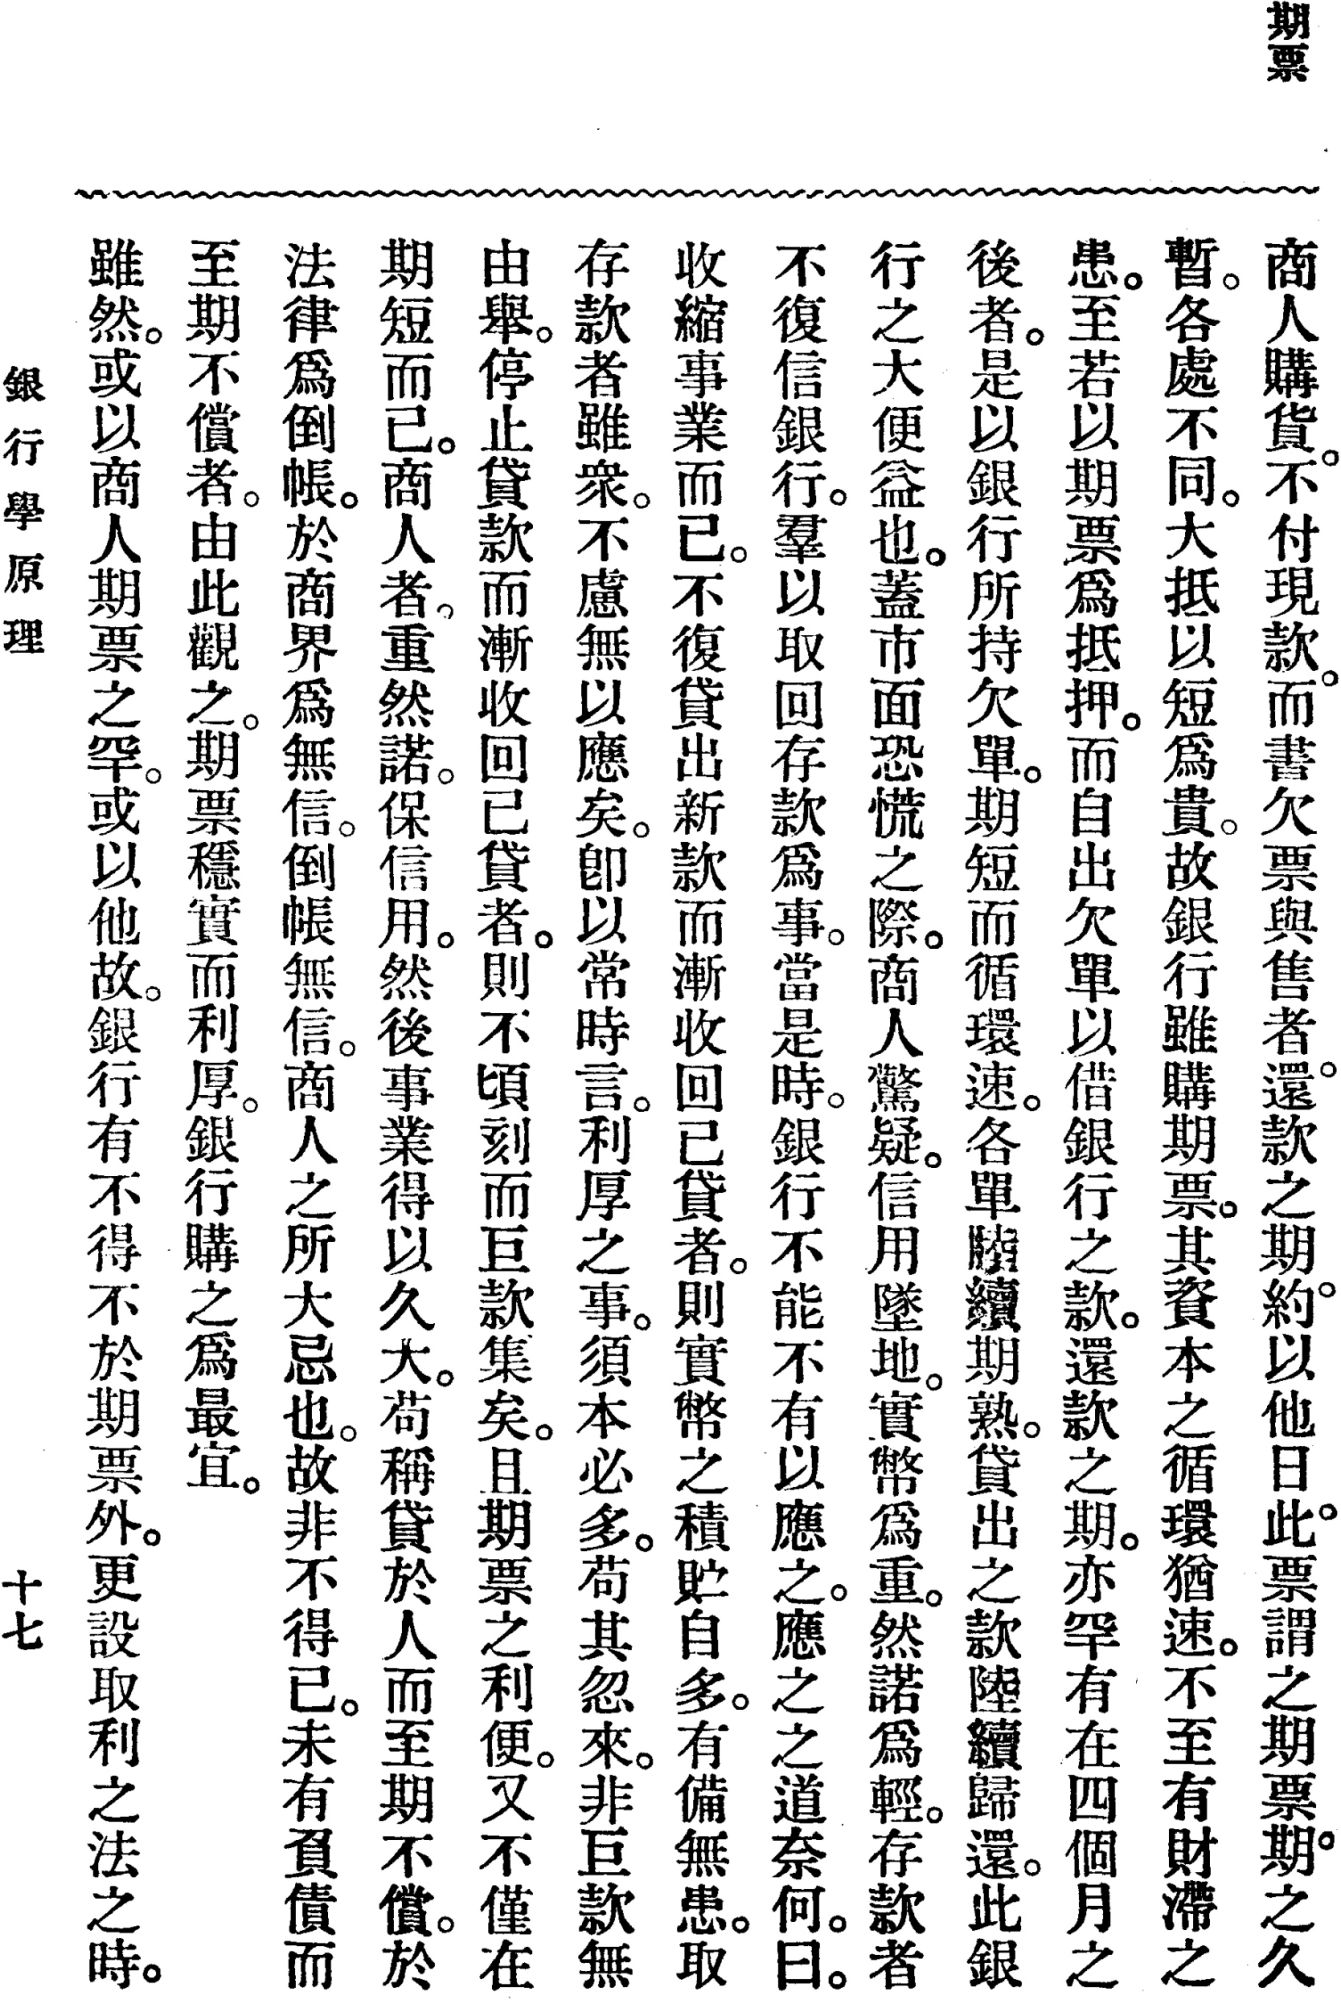 期票
商人購貨。不付現款。而書欠票與售者。還款之期。約以他日。此票謂之期票。期之久
暫。各處不同。大抵以短爲貴。故銀行雖購期票。其資本之循環猶速。不至有財滯之
患。至若以期票爲抵押。而自出欠單以借銀行之款。還款之期。亦罕有在四個月之
後者。是以銀行所持欠單。期短而循環速。各單陸續期熟。貸出之款陸續歸還。此銀
行之大便益也。蓋市面恐慌之際。商人驚疑。信用墜地。實幣爲重。然諾爲輕。存款者
不復信銀行。羣以取回存款爲事。當是時。銀行不能不有以應之。應之之道奈何。曰。
收縮事業而已。不復貸出新款而漸收回已貸者。則實幣之積貯自多。有備無患。取
存款者雖衆。不慮無以應矣。卽以常時言。利厚之事。須本必多。苟其忽來。非巨款無
由舉。停止貸款而漸收回已貸者。則不頃刻而巨款集矣。且期票之利便。又不僅在
期短而已。商人者。重然諾。保信用。然後事業得以久大。苟稱貸於人而至期不償。於
法律爲倒帳。於商界爲無信。倒帳無信。商人之所大忌也。故非不得已。未有負債而
至期不償者。由此觀之。期票穩實而利厚。銀行購之爲最宜。
雖然。或以商人期票之罕。或以他故。銀行有不得不於期票外。更設取利之法之時。
銀行學原理
十七